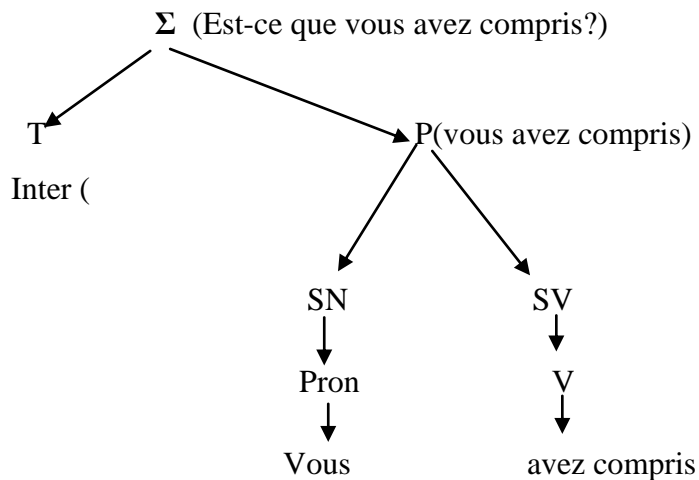 Σ (Est-ce que vous avez compris?)
T P(vous avez compris)
Inter (
SN SV
Pron V
Vous avez compris